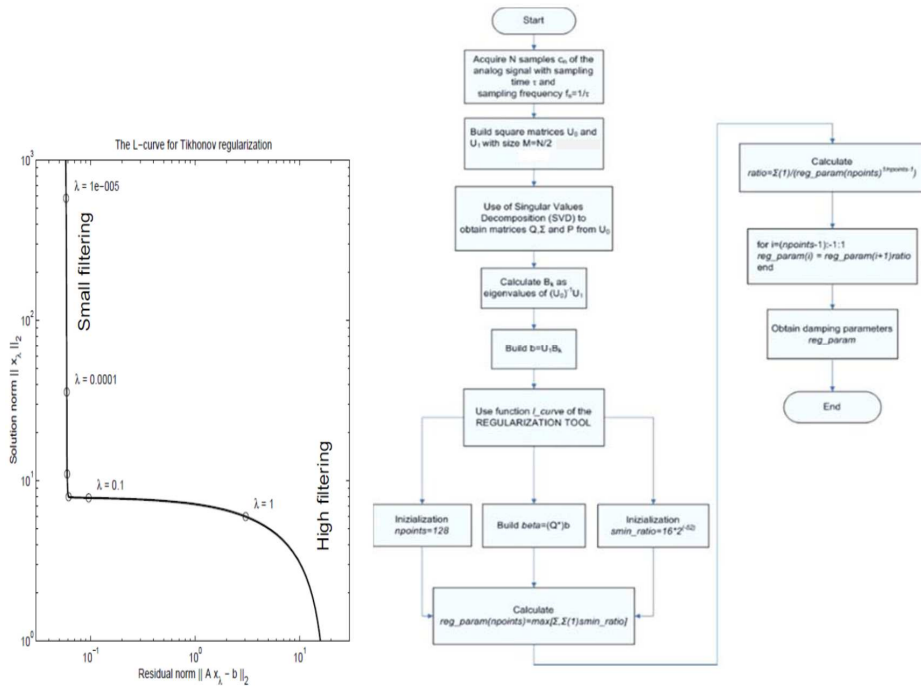 The L-curve for Tikhonov regularization
10^3
10^2
10^1
10^0
Solution norm || x_λ ||_2
λ = 1e-005
λ = 0.0001
λ = 0.1
λ = 1
Small filtering
High filtering
10^-1
10^0
10^1
Residual norm || A x_λ − b ||_2
Start
Acquire N samples c_n of the
analog signal with sampling
time τ and
sampling frequency f_s=1/τ
Build square matrices U_0 and
U_1 with size M=N/2
Use of Singular Values
Decomposition (SVD) to
obtain matrices Q,Σ and P from U_0
Calculate B_k as
eigenvalues of (U_0)^-1U_1
Build b=U_1B_k
Use function l_curve of the
REGULARIZATION TOOL
Inizialization
npoints=128
Build beta=(Q*)b
Inizialization
smin_ratio=16*2^(-52)
Calculate
reg_param(npoints)=max[Σ,Σ(1)smin_ratio]
Calculate
ratio=Σ(1)/(reg_param(npoints)^1/npoints-1)
for i=(npoints-1):-1:1
reg_param(i) = reg_param(i+1)ratio
end
Obtain damping parameters
reg_param
End